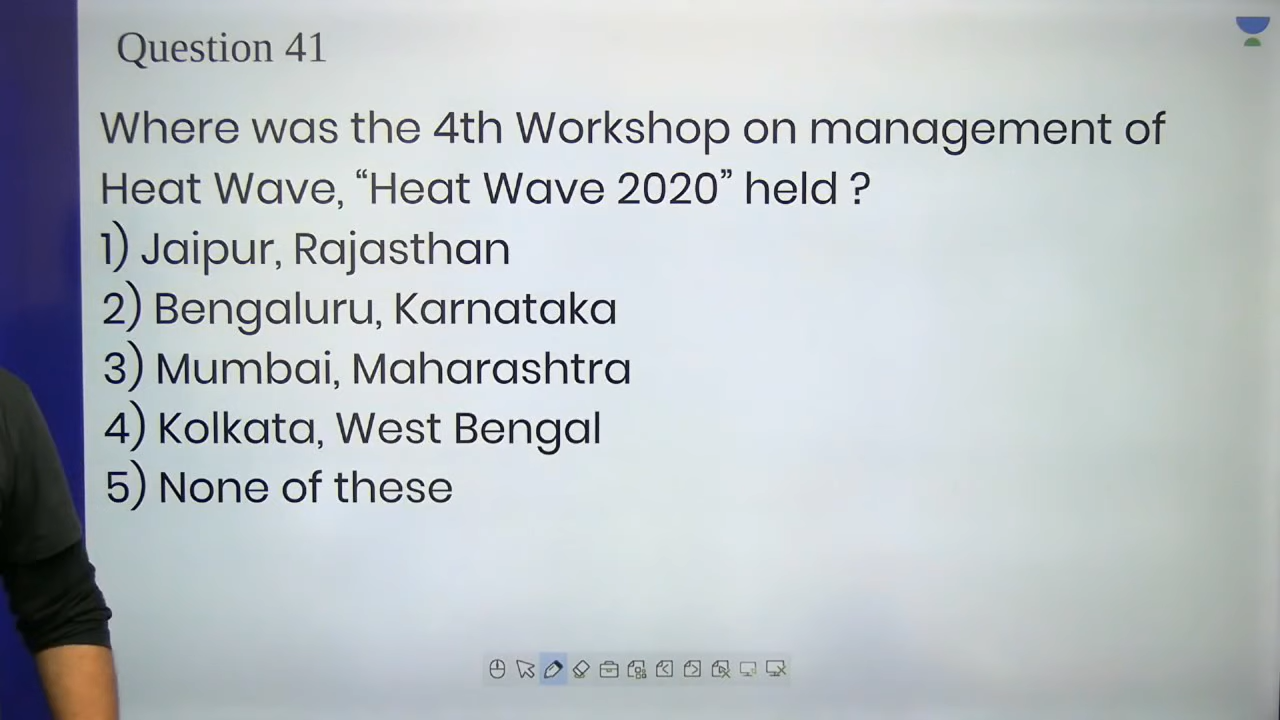 Question 41
Where was the 4th Workshop on management of
Heat Wave, “Heat Wave 2020” held ?
1) Jaipur, Rajasthan
2) Bengaluru, Karnataka
3) Mumbai, Maharashtra
4) Kolkata, West Bengal
5) None of these